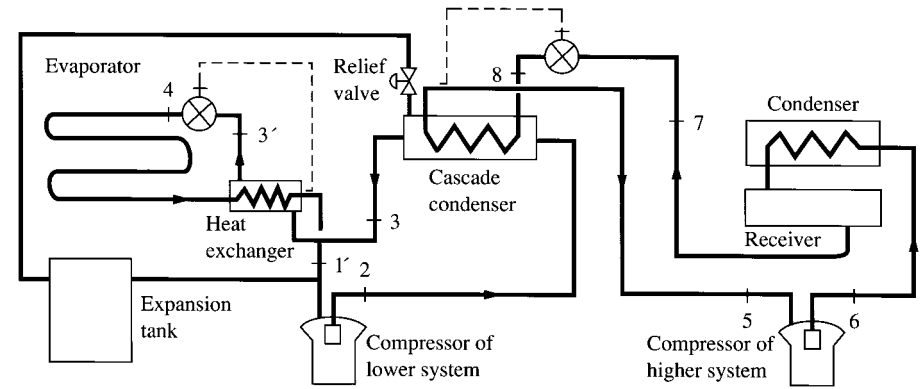 Evaporator
4
3´
Heat
exchanger
Relief
valve
8
7
Cascade
condenser
3
Condenser
Receiver
1´
2
Expansion
tank
Compressor of
lower system
5
6
Compressor of
higher system